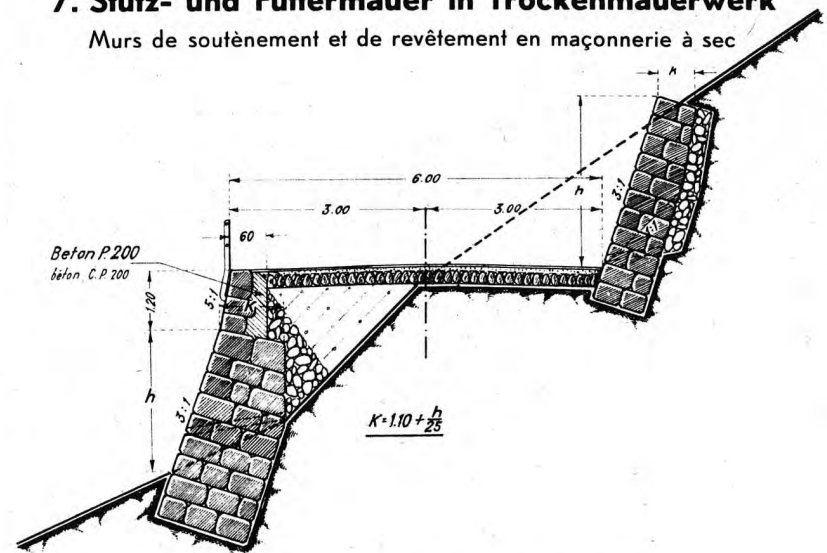 7. Stütz- und Futtermauer in Trockenmauerwerk
Murs de soutènement et de revêtement en maçonnerie à sec
K
6.00
h
3.00
3.00
3:1
60
Beton P.200
béton C.P. 200
5:1
1.20
h
3:1
K=1.10+h/25